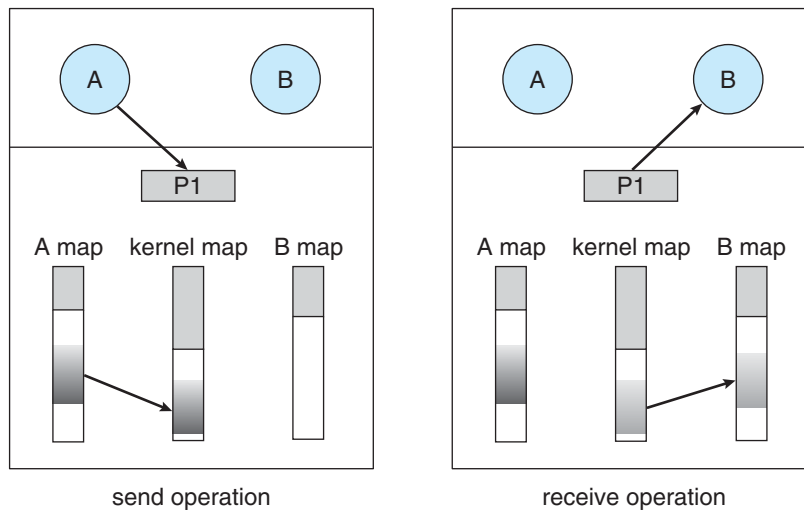 A B
P1
A map kernel map B map
send operation
A B
P1
A map kernel map B map
receive operation